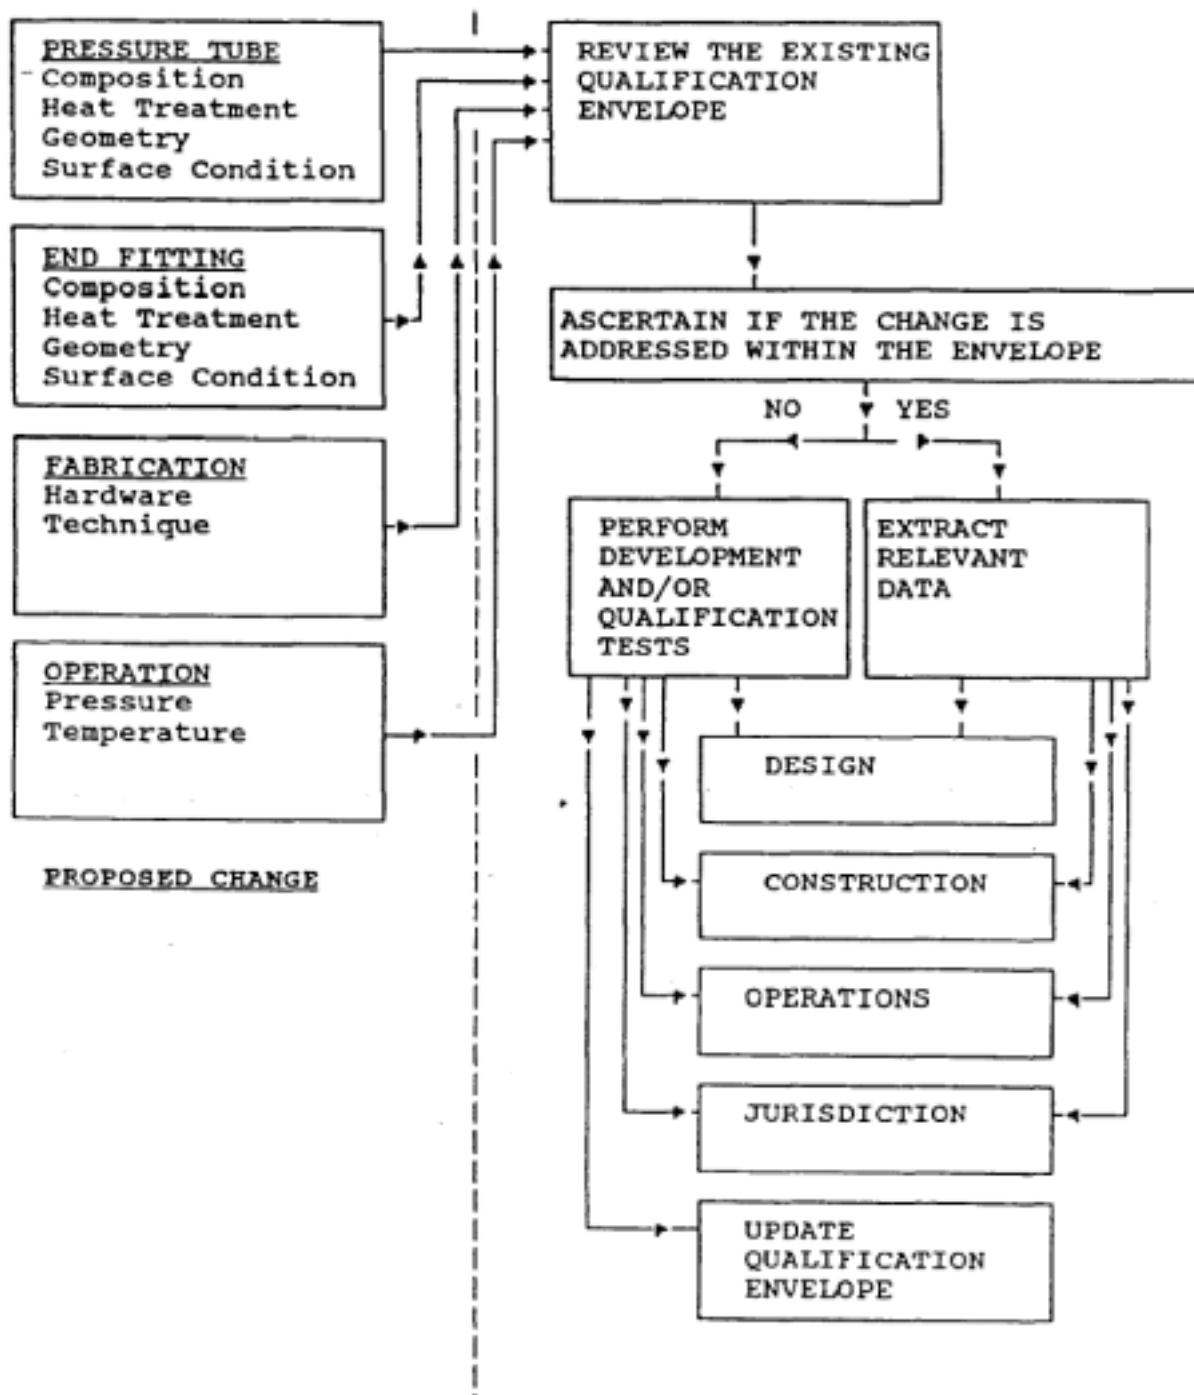 PRESSURE TUBE
Composition
Heat Treatment
Geometry
Surface Condition
END FITTING
Composition
Heat Treatment
Geometry
Surface Condition
FABRICATION
Hardware
Technique
OPERATION
Pressure
Temperature
PROPOSED CHANGE
REVIEW THE EXISTING
QUALIFICATION
ENVELOPE
ASCERTAIN IF THE CHANGE IS
ADDRESSED WITHIN THE ENVELOPE
NO YES
PERFORM
DEVELOPMENT
AND/OR
QUALIFICATION
TESTS
EXTRACT
RELEVANT
DATA
DESIGN
CONSTRUCTION
OPERATIONS
JURISDICTION
UPDATE
QUALIFICATION
ENVELOPE